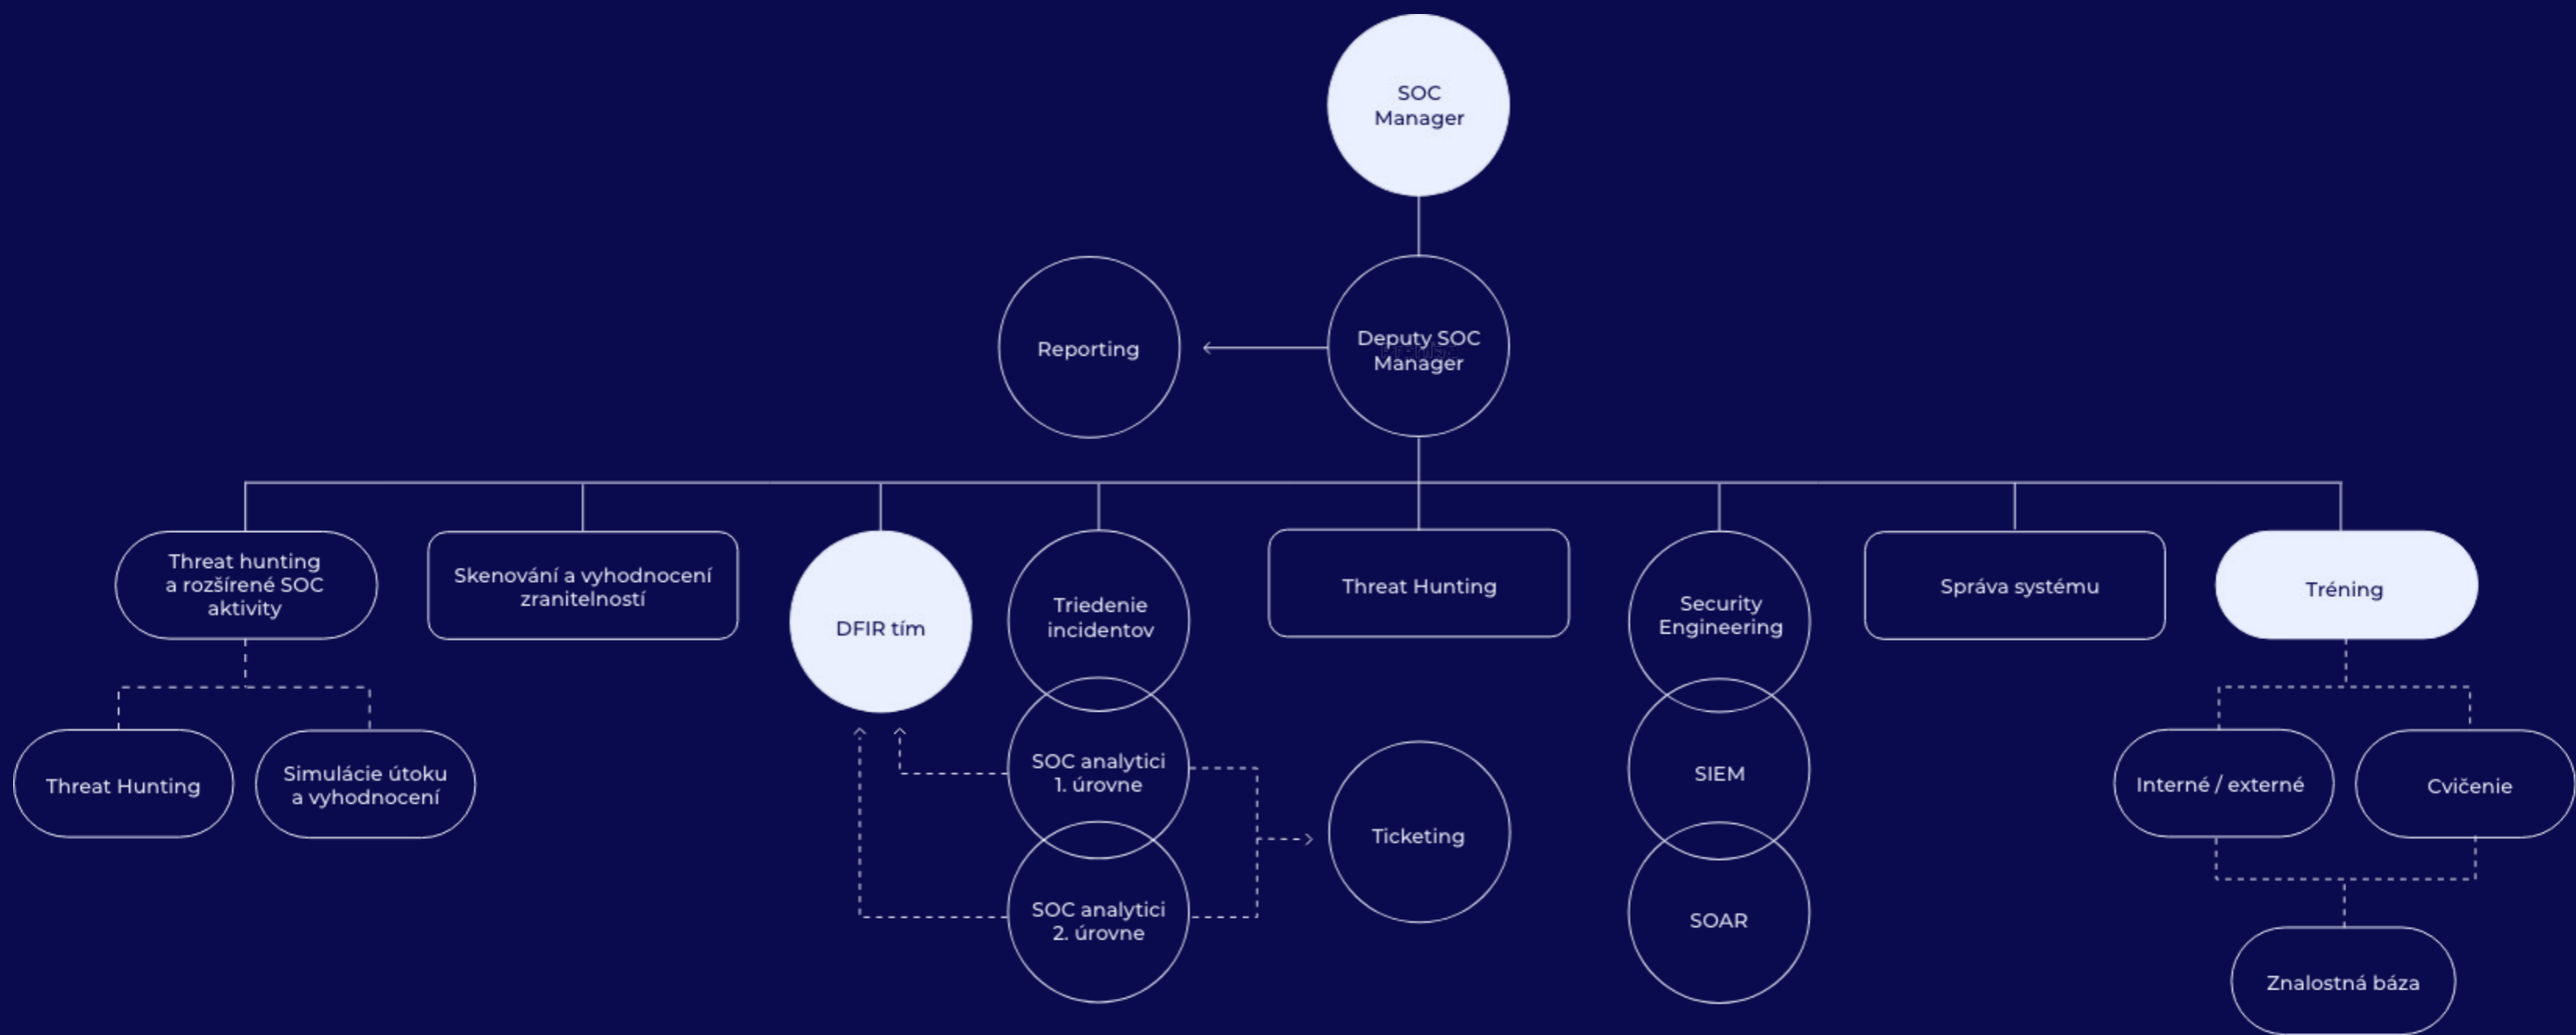 SOC
Manager
Reporting
Deputy SOC
Manager
Threat hunting
a rozšírené SOC
aktivity
Skenování a vyhodnocení
zranitelností
DFIR tím
Triedenie
incidentov
Threat Hunting
Security
Engineering
Správa systému
Tréning
Threat Hunting
Simulácie útoku
a vyhodnocení
SOC analytici
1. úrovne
Ticketing
SIEM
Interné / externé
Cvičenie
SOC analytici
2. úrovne
SOAR
Znalostná báza